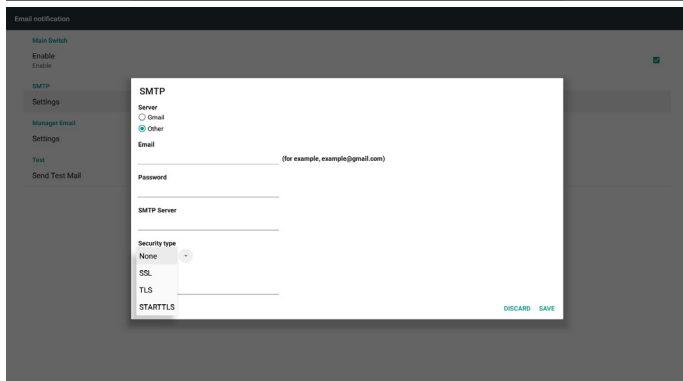 Email notification
Main Switch
Enable
Enable
SMTP
Settings
Manager Email
Settings
Test
Send Test Mail
SMTP
Server
Gmail
Other
Email
(for example, example@gmail.com)
Password
SMTP Server
Security type
None
SSL
TLS
STARTTLS
DISCARD SAVE